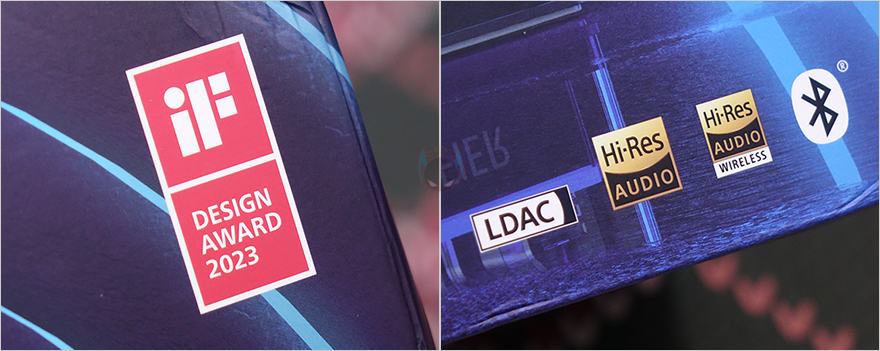 iF
DESIGN
AWARD
2023
LDAC
Hi-Res
AUDIO
Hi-Res
AUDIO
WIRELESS
®